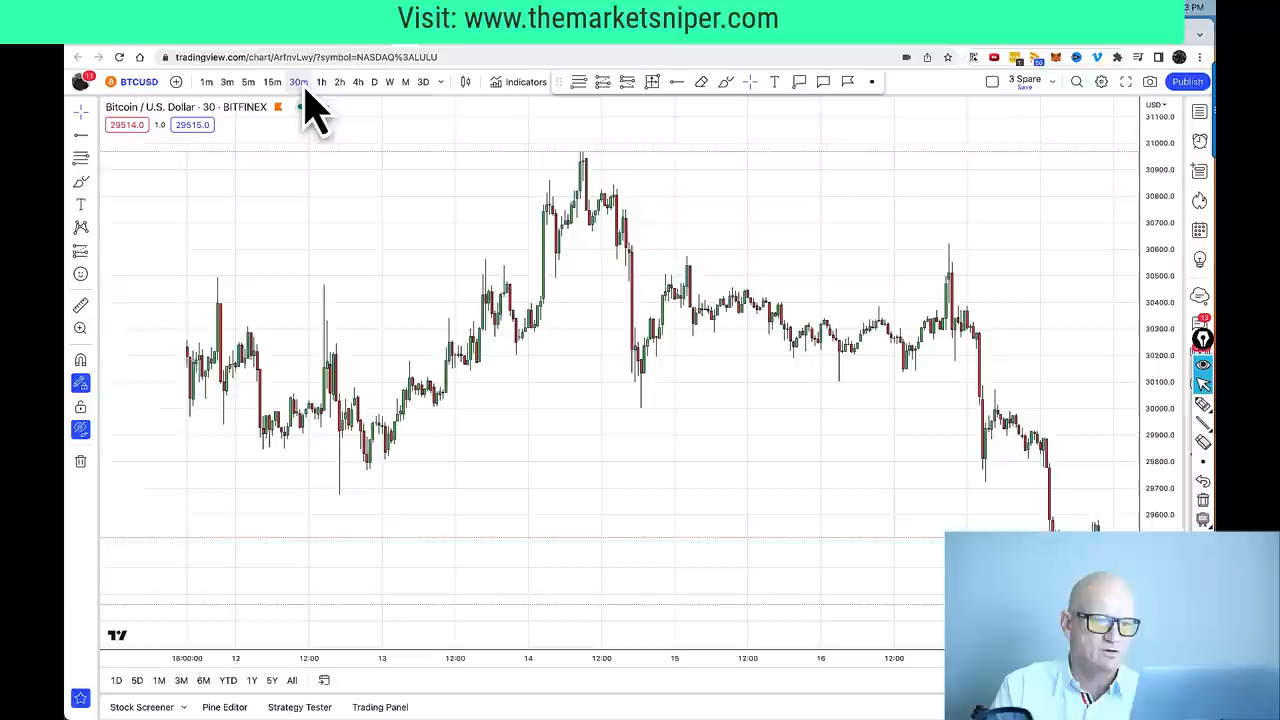 Visit: www.themarketsniper.com
3 PM
tradingview.com/chart/ArfnvLwy/?symbol=NASDAQ%3ALULU
11
BTCUSD
1m 3m 5m 15m 30m 1h 2h 4h D W M 3D
Indicators
3 Spare
Save
Publish
Bitcoin / U.S. Dollar · 30 · BITFINEX
USD
29514.0 1.0 29515.0
31100.0
31000.0
30900.0
30800.0
30700.0
30600.0
30500.0
30400.0
30300.0
30200.0
30100.0
30000.0
29900.0
29800.0
29700.0
29600.0
13
16:00:00 12 12:00 13 12:00 14 12:00 15 12:00 16 12:00
1D 5D 1M 3M 6M YTD 1Y 5Y All
Stock Screener Pine Editor Strategy Tester Trading Panel